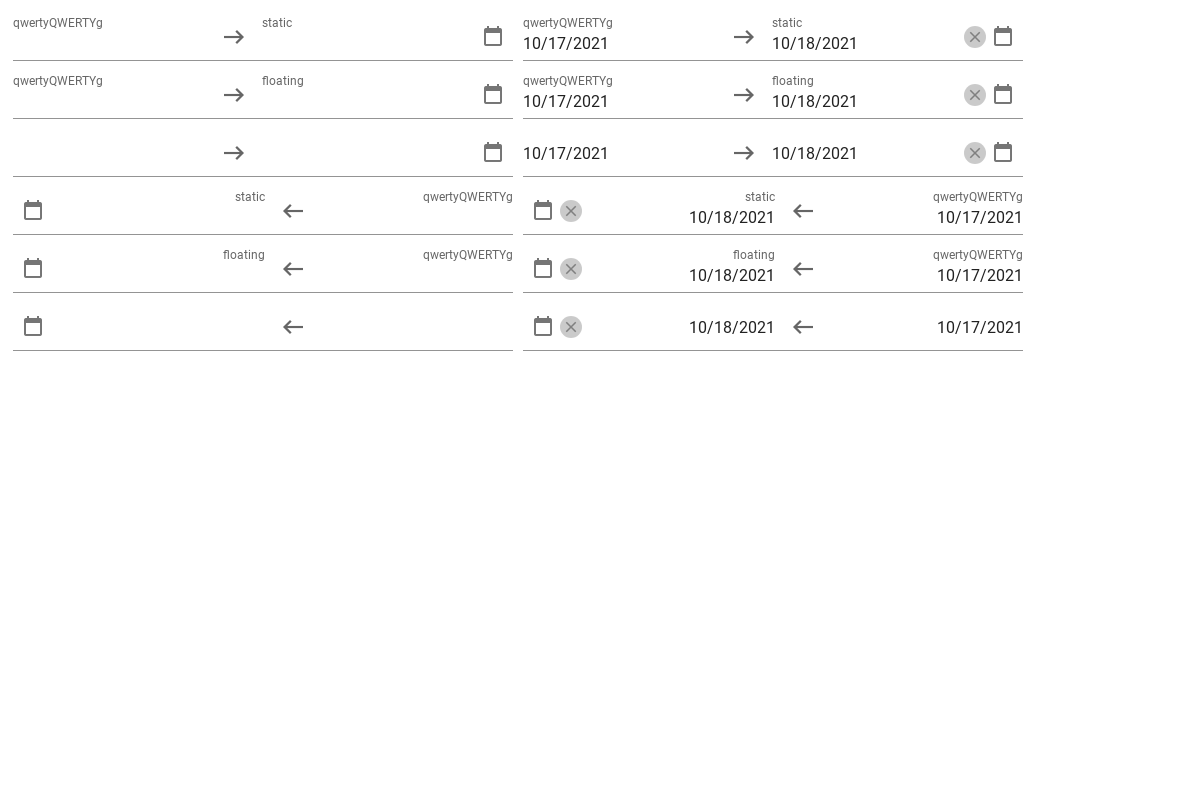 qwertyQWERTYg static qwertyQWERTYg static
10/17/2021 10/18/2021
qwertyQWERTYg floating qwertyQWERTYg floating
10/17/2021 10/18/2021
10/17/2021 10/18/2021
static qwertyQWERTYg static qwertyQWERTYg
10/18/2021 10/17/2021
floating qwertyQWERTYg floating qwertyQWERTYg
10/18/2021 10/17/2021
10/18/2021 10/17/2021